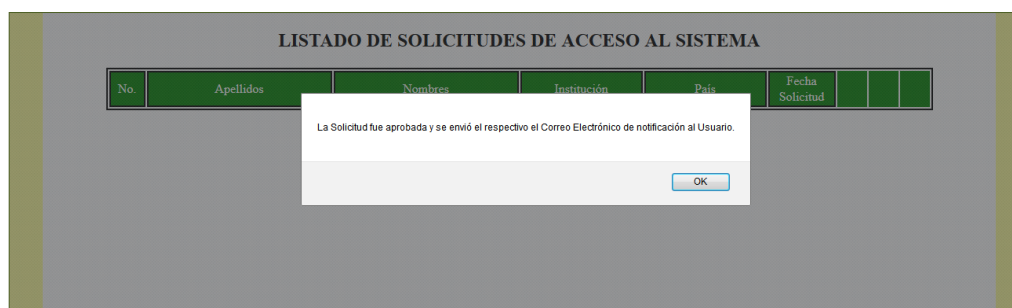 LISTADO DE SOLICITUDES DE ACCESO AL SISTEMA
No. Apellidos Nombres Institución País Fecha Solicitud
La Solicitud fue aprobada y se envió el respectivo el Correo Electrónico de notificación al Usuario.
OK